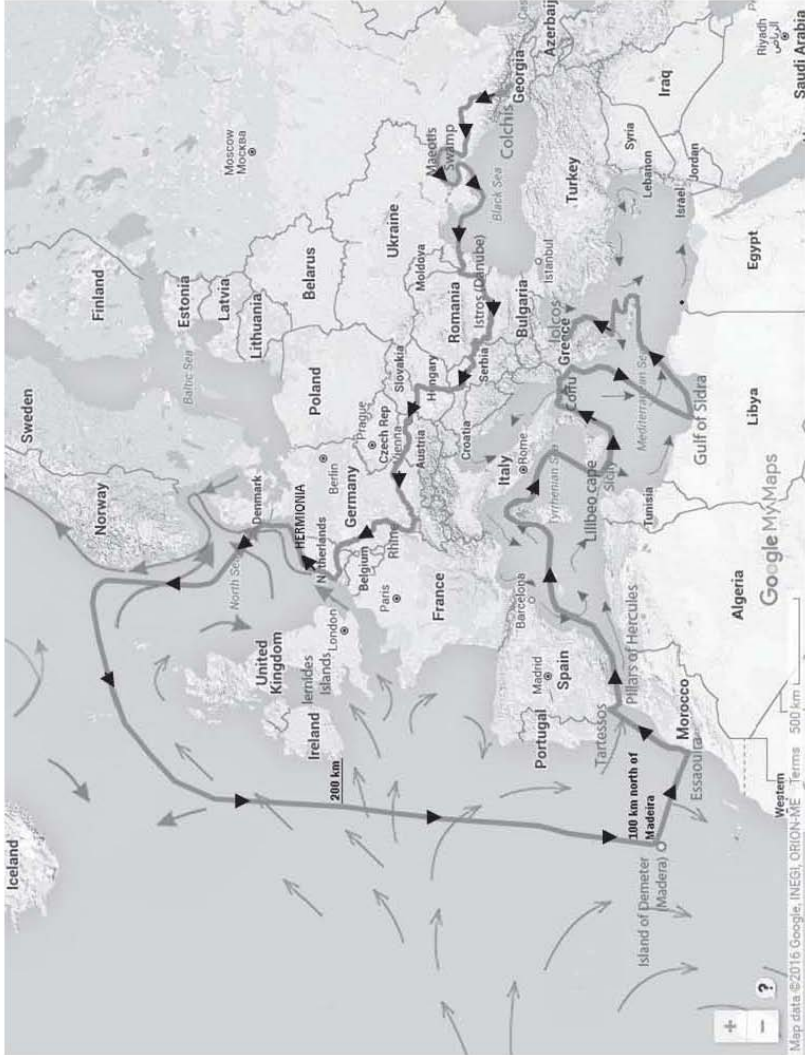 Iceland
Norway
Sweden
Finland
Estonia
Latvia
Lithuania
Baltic Sea
Moscow
Москва
Denmark
North Sea
United
Kingdom
Iernides
Islands
London
Ireland
200 km
HERMIONIA
Netherlands
Belgium
Germany
Berlin
Rhine
Paris
France
Poland
Prague
Czech Rep
Vienna
Austria
Slovakia
Hungary
Croatia
Serbia
Belarus
Ukraine
Moldova
Romania
Istros (Danube)
Bulgaria
Maeotis
Swamp
Black Sea
Colchis
Georgia
Azerbaij
Istanbul
Turkey
Iolcos
Greece
Corfu
Italy
Rome
Tyrrhenian Sea
Lilibeo cape
Sicily
Mediterranean Se
Gulf of Sidra
Barcelona
Madrid
Spain
Portugal
Tartessos
Pillars of Hercules
100 km north of
Madeira
Island of Demeter
(Madera)
Essaouira
Morocco
Western
Algeria
Tunisia
Libya
Egypt
Israel
Jordan
Lebanon
Syria
Iraq
Riyadh
الرياض
Saudi Arabia
Google MyMaps
+
−
?
Map data ©2016 Google, INEGI, ORION-ME
Terms
500 km